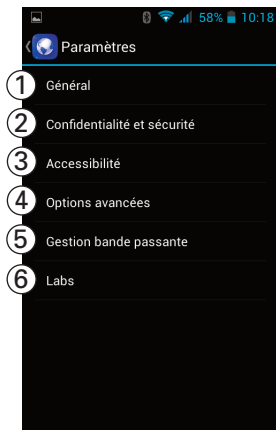 58% 10:18
Paramètres
1 Général
2 Confidentialité et sécurité
3 Accessibilité
4 Options avancées
5 Gestion bande passante
6 Labs